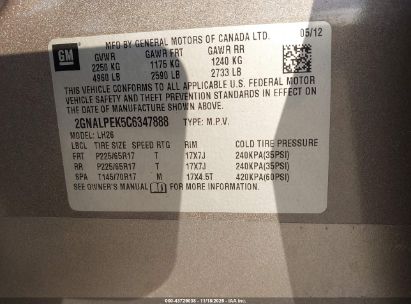 GM
MFD BY GENERAL MOTORS OF CANADA LTD. 05/12
GVWR GAWR FRT GAWR RR
2250 KG 1175 KG 1240 KG
4960 LB 2590 LB 2733 LB
THIS VEHICLE CONFORMS TO ALL APPLICABLE U.S. FEDERAL MOTOR
VEHICLE SAFETY AND THEFT PREVENTION STANDARDS IN EFFECT ON
THE DATE OF MANUFACTURE SHOWN ABOVE.
2GNALPEK5C6347888 TYPE: M.P.V.
MODEL: LH26
LBCL TIRE SIZE SPEED RTG RIM COLD TIRE PRESSURE
FRT P225/65R17 T 17X7J 240KPA(35PSI)
RR P225/65R17 T 17X7J 240KPA(35PSI)
SPA T145/70R17 M 17X4.5T 420KPA(60PSI)
SEE OWNER'S MANUAL FOR MORE INFORMATION.